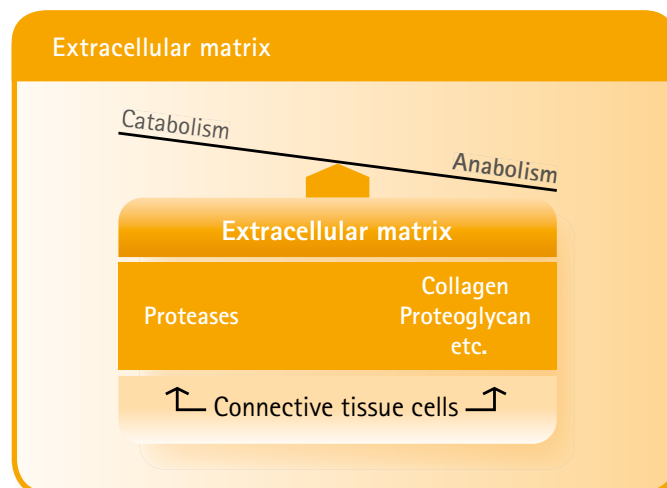 Extracellular matrix
Catabolism
Anabolism
Extracellular matrix
Proteases
Collagen
Proteoglycan
etc.
Connective tissue cells